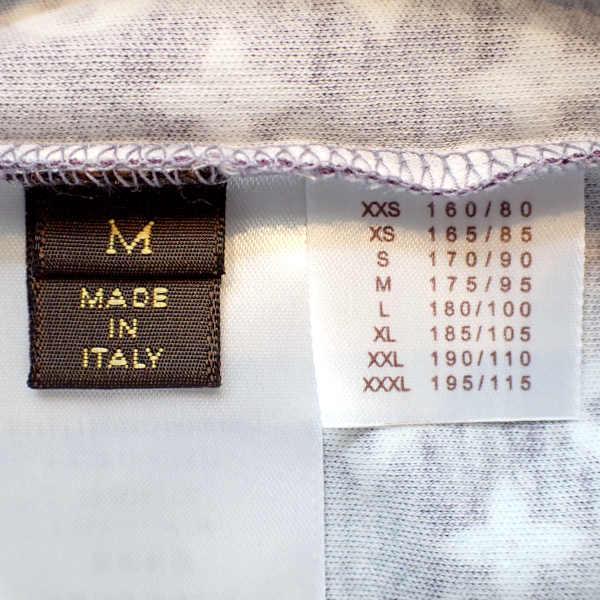 M
MADE
IN
ITALY
XXS 160/80
XS 165/85
S 170/90
M 175/95
L 180/100
XL 185/105
XXL 190/110
XXXL 195/115